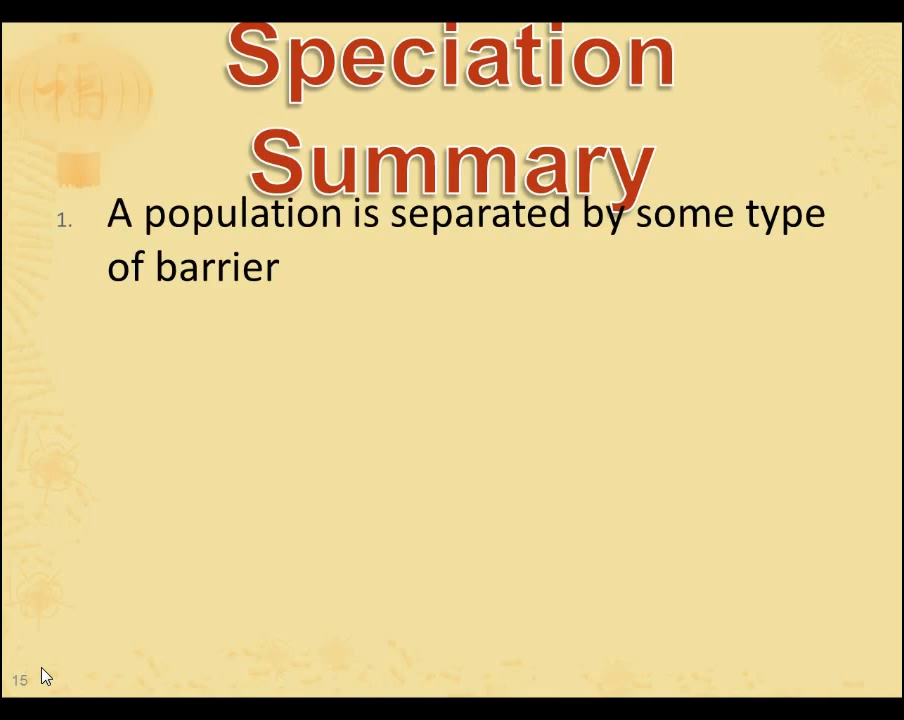 Speciation
Summary
1. A population is separated by some type
of barrier
15